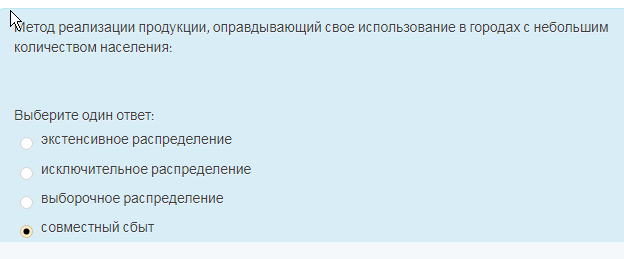 Метод реализации продукции, оправдывающий свое использование в городах с небольшим
количеством населения:
Выберите один ответ:
экстенсивное распределение
исключительное распределение
выборочное распределение
совместный сбыт